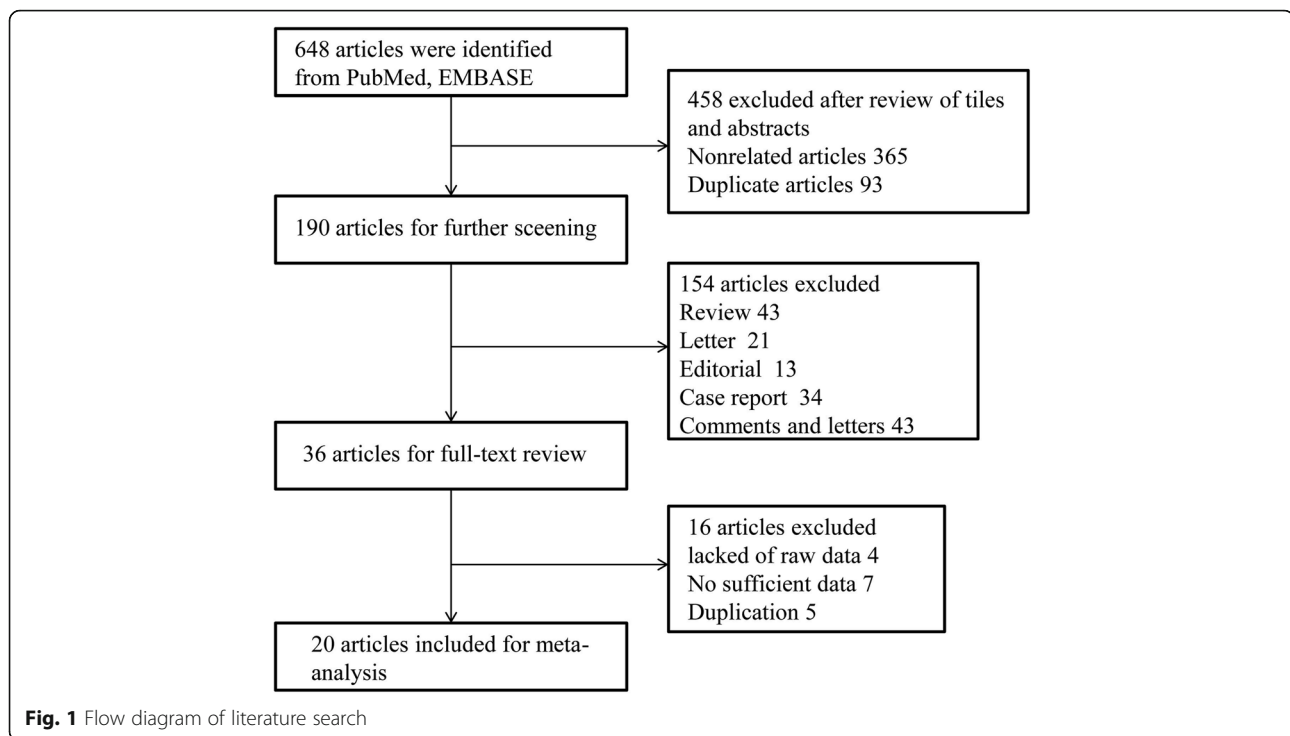 648 articles were identified
from PubMed, EMBASE
458 excluded after review of tiles
and abstracts
Nonrelated articles 365
Duplicate articles 93
190 articles for further sceening
154 articles excluded
Review 43
Letter 21
Editorial 13
Case report 34
Comments and letters 43
36 articles for full-text review
16 articles excluded
lacked of raw data 4
No sufficient data 7
Duplication 5
20 articles included for meta-
analysis
Fig. 1 Flow diagram of literature search